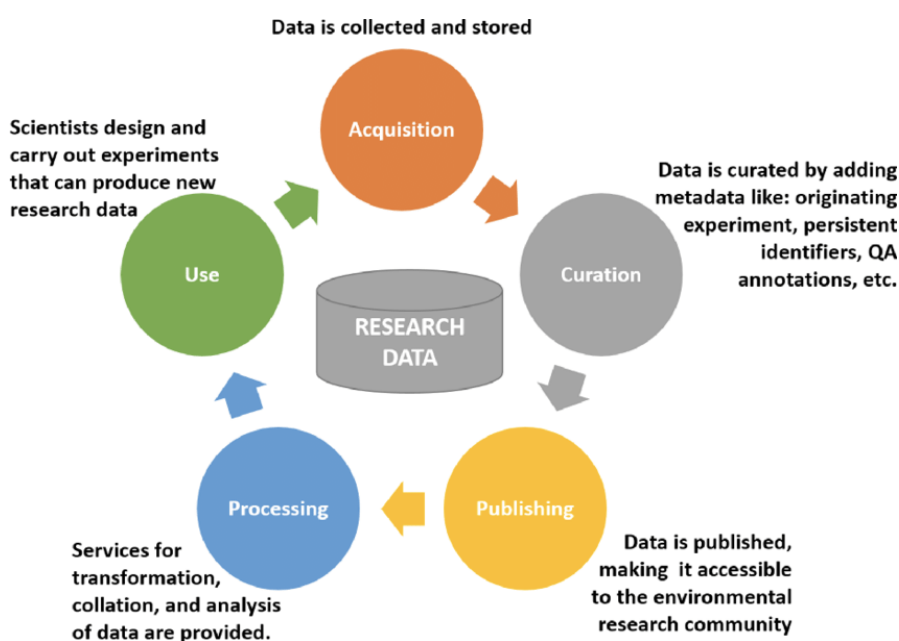 Data is collected and stored
Acquisition
Scientists design and
carry out experiments
that can produce new
research data
Data is curated by adding
metadata like: originating
experiment, persistent
identifiers, QA
annotations, etc.
Use
Curation
RESEARCH
DATA
Processing
Publishing
Services for
transformation,
collation, and analysis
of data are provided.
Data is published,
making it accessible
to the environmental
research community